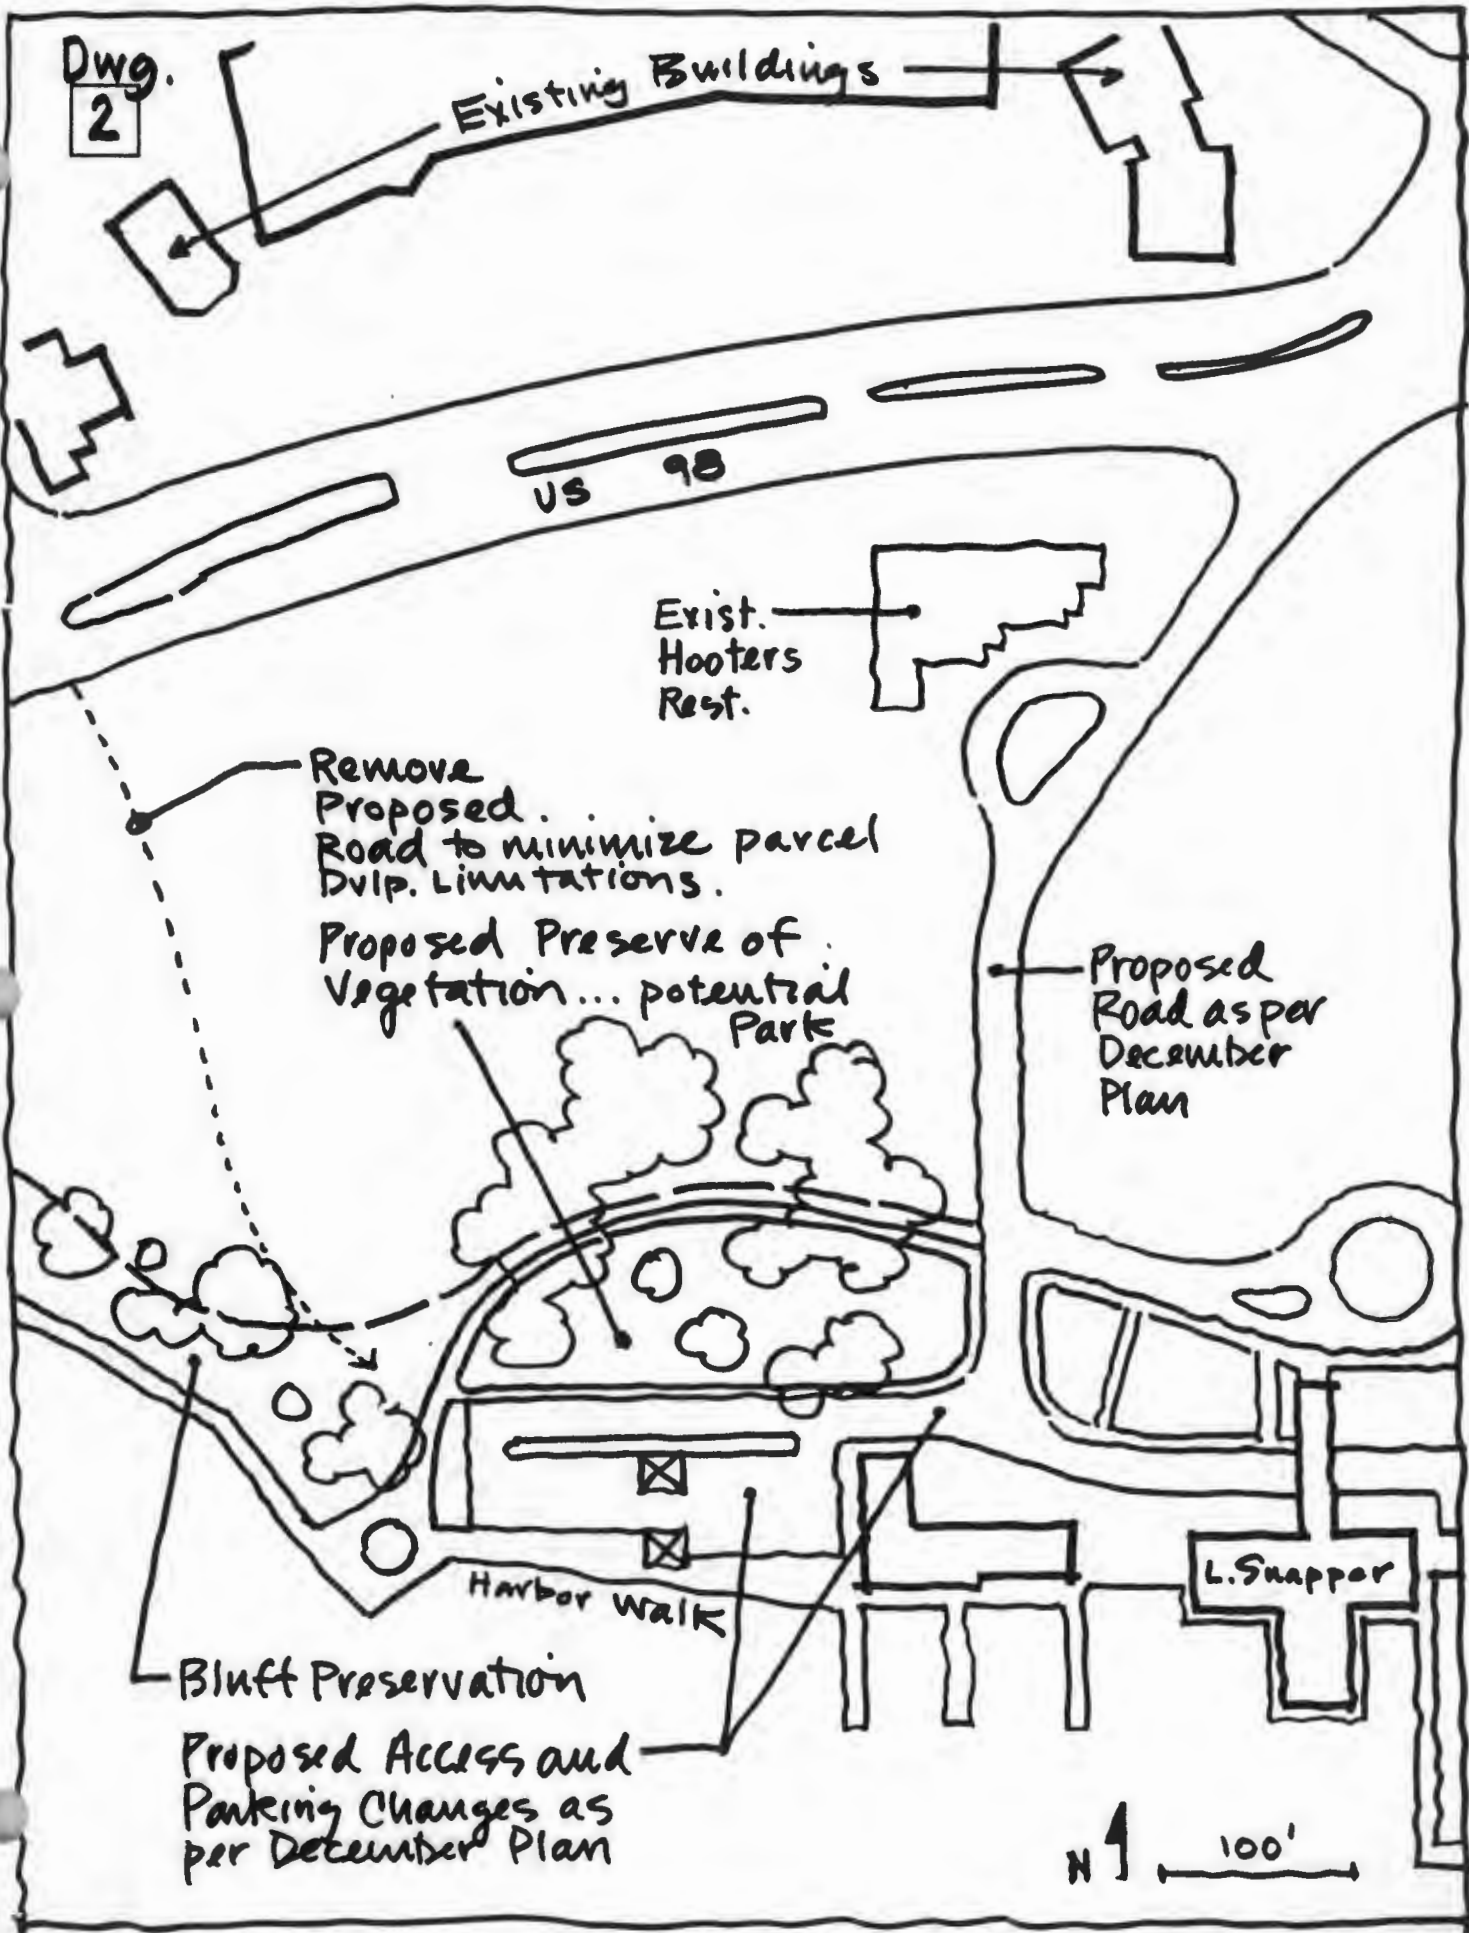 Dwg.
2
Existing Buildings
US 98
Exist.
Hooters
Rest.
Remove
Proposed
Road to minimize parcel
Dvlp. Limitations.
Proposed Preserve of
Vegetation... potential
Park
Proposed
Road as per
December
Plan
L. Snapper
Harbor Walk
Bluff Preservation
Proposed Access and
Parking Changes as
per December Plan
N
100'